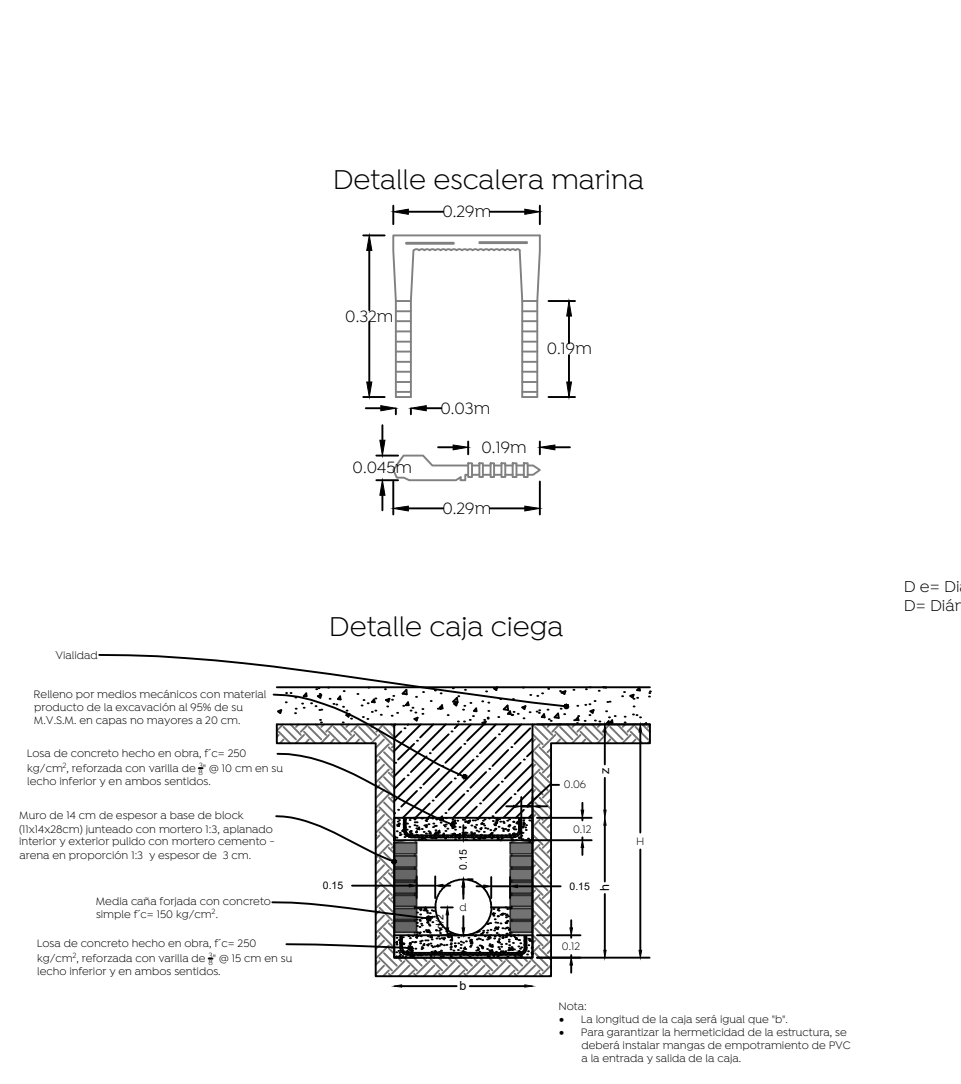 Detalle escalera marina
0.29m
0.32m
0.19m
0.03m
0.19m
0.045m
0.29m
D e=
D=
Detalle caja ciega
Vialidad
Relleno por medios mecánicos con material
producto de la excavación al 95% de su
M.V.S.M. en capas no mayores a 20 cm.
Losa de concreto hecho en obra, f´c= 250
kg/cm², reforzada con varilla de @ 10 cm en su
lecho inferior y en ambos sentidos.
Muro de 14 cm de espesor a base de block
(11x14x28cm) junteado con mortero 1:3, aplanado
interior y exterior pulido con mortero cemento -
arena en proporción 1:3 y espesor de 3 cm.
Media caña forjada con concreto
simple f´c= 150 kg/cm².
Losa de concreto hecho en obra, f´c= 250
kg/cm², reforzada con varilla de @ 15 cm en su
lecho inferior y en ambos sentidos.
z
0.06
0.12
H
0.15
0.15
0.15
h
d
0.12
b
Nota:
• La longitud de la caja será igual que "b".
• Para garantizar la hermeticidad de la estructura, se
deberá instalar mangas de empotramiento de PVC
a la entrada y salida de la caja.